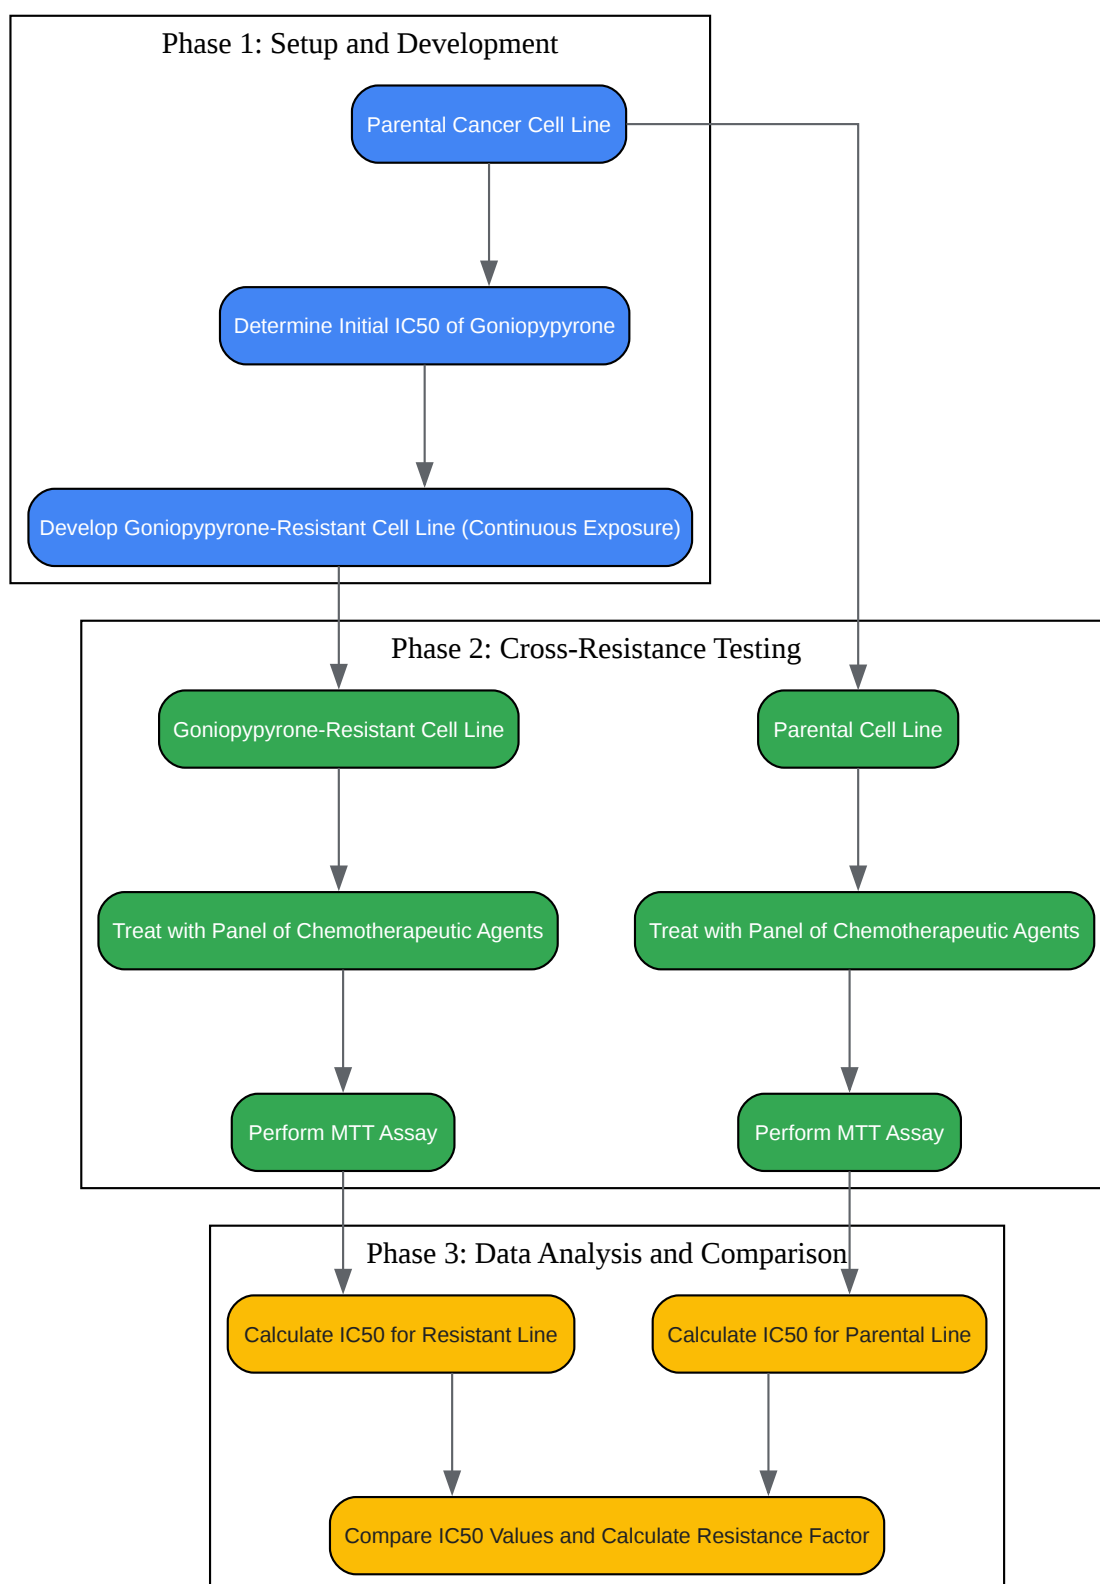 Phase 1: Setup and Development
Parental Cancer Cell Line
Determine Initial IC50 of Goniopypyrone
Develop Goniopypyrone-Resistant Cell Line (Continuous Exposure)
Phase 2: Cross-Resistance Testing
Goniopypyrone-Resistant Cell Line
Parental Cell Line
Treat with Panel of Chemotherapeutic Agents
Treat with Panel of Chemotherapeutic Agents
Perform MTT Assay
Perform MTT Assay
Phase 3: Data Analysis and Comparison
Calculate IC50 for Resistant Line
Calculate IC50 for Parental Line
Compare IC50 Values and Calculate Resistance Factor